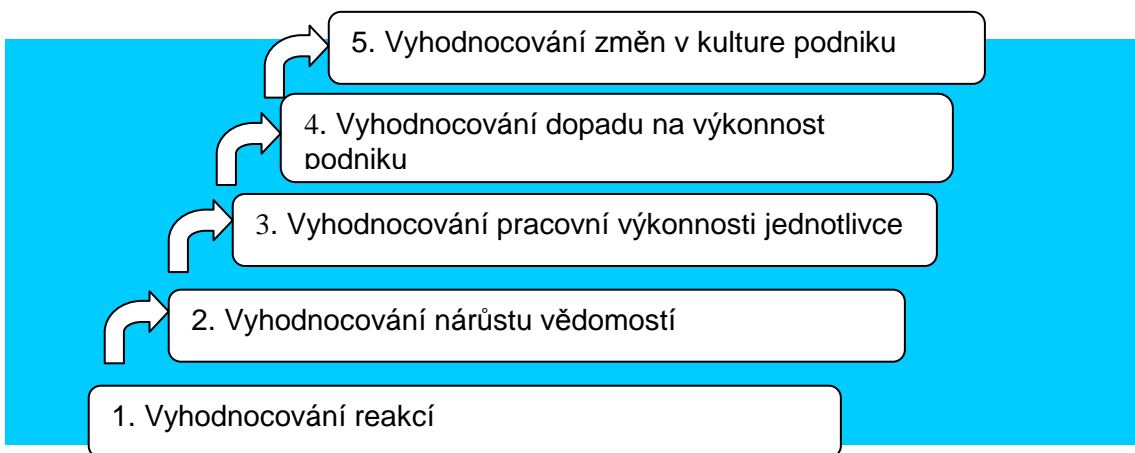 5. Vyhodnocování změn v kulture podniku
4. Vyhodnocování dopadu na výkonnost
podniku
3. Vyhodnocování pracovní výkonnosti jednotlivce
2. Vyhodnocování nárůstu vědomostí
1. Vyhodnocování reakcí